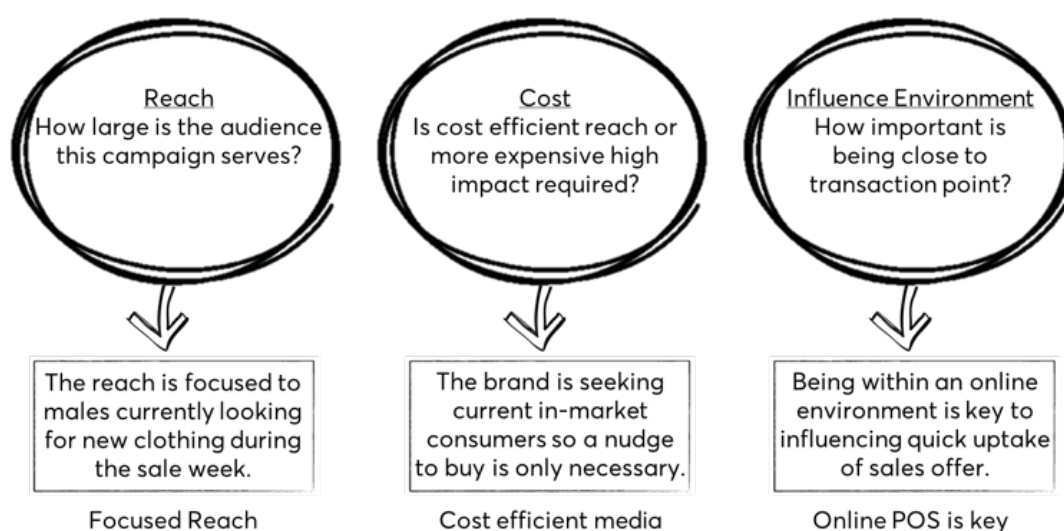 Reach
How large is the audience
this campaign serves?
Cost
Is cost efficient reach or
more expensive high
impact required?
Influence Environment
How important is
being close to
transaction point?
The reach is focused to
males currently looking
for new clothing during
the sale week.
The brand is seeking
current in-market
consumers so a nudge
to buy is only necessary.
Being within an online
environment is key to
influencing quick uptake
of sales offer.
Focused Reach
Cost efficient media
Online POS is key